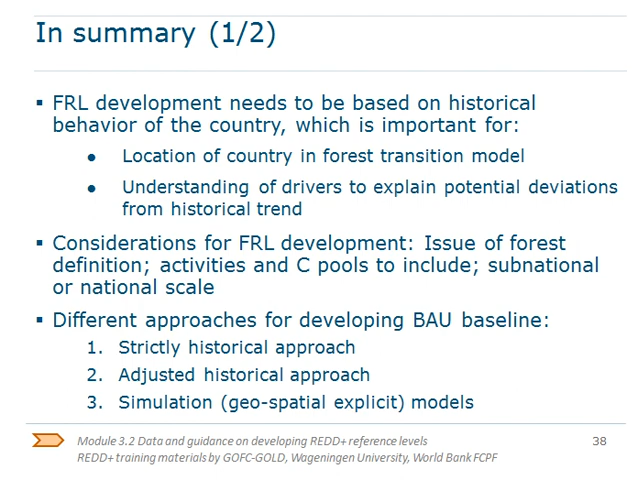 In summary (1/2)
▪ FRL development needs to be based on historical
behavior of the country, which is important for:
● Location of country in forest transition model
● Understanding of drivers to explain potential deviations
from historical trend
▪ Considerations for FRL development: Issue of forest
definition; activities and C pools to include; subnational
or national scale
▪ Different approaches for developing BAU baseline:
1. Strictly historical approach
2. Adjusted historical approach
3. Simulation (geo-spatial explicit) models
Module 3.2 Data and guidance on developing REDD+ reference levels
REDD+ training materials by GOFC-GOLD, Wageningen University, World Bank FCPF
38